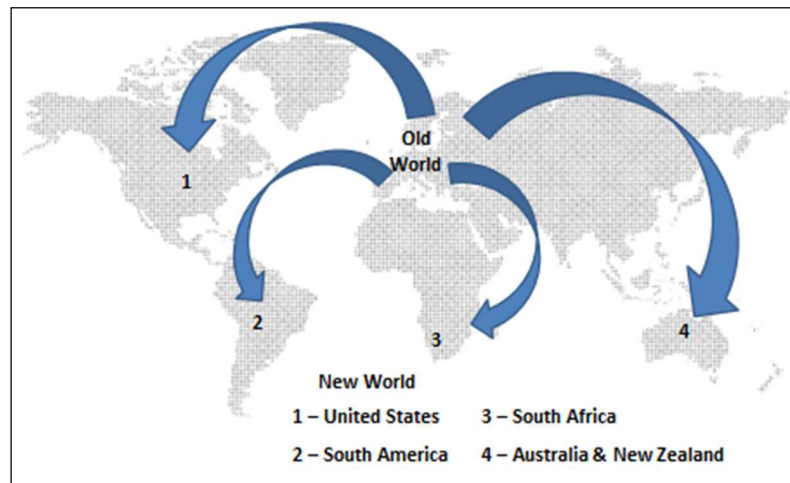 Old
World
1
2
3
4
New World
1 – United States 3 – South Africa
2 – South America 4 – Australia & New Zealand